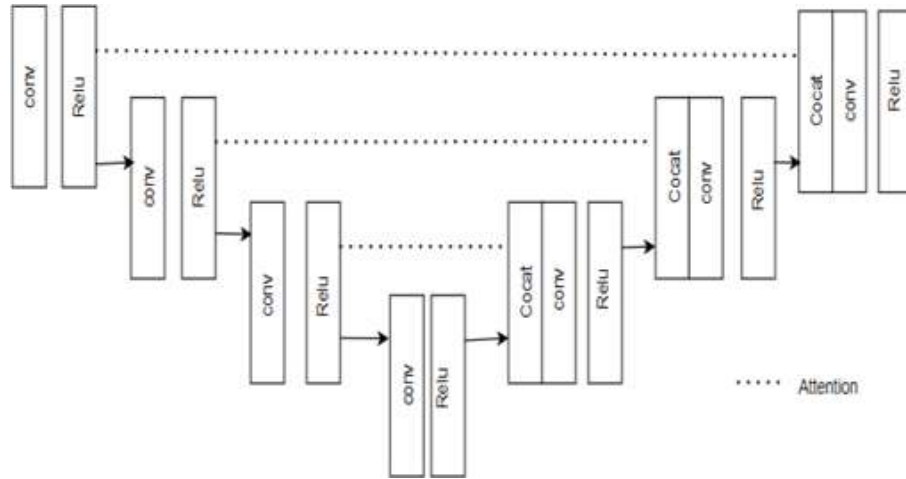 conv
Relu
Cocat
conv
Relu
conv
Relu
Cocat
conv
Relu
conv
Relu
Cocat
conv
Relu
conv
Relu
Attention